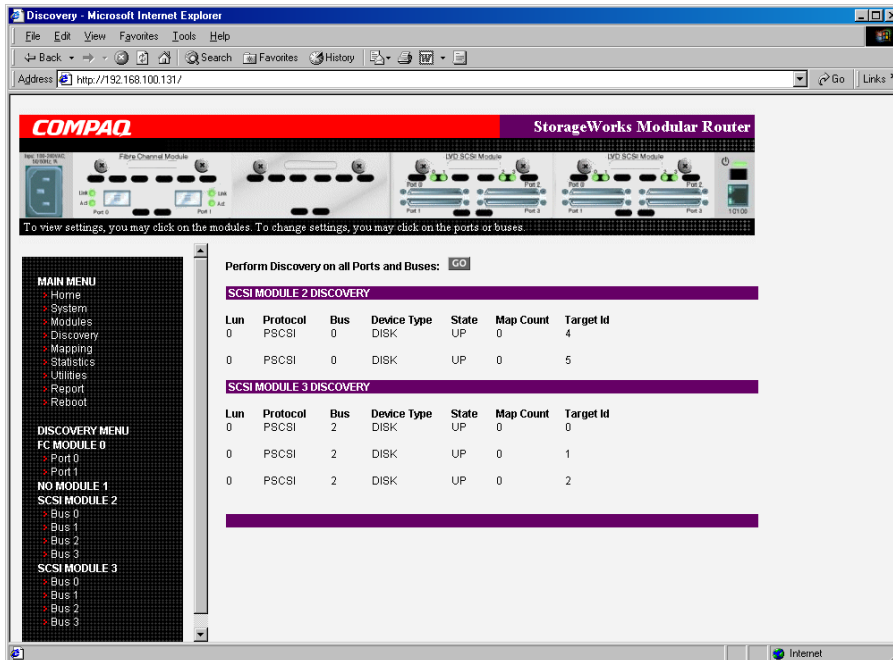 Discovery - Microsoft Internet Explorer
File Edit View Favorites Tools Help
Back Search Favorites History
Address http://192.168.100.131/ Go Links
COMPAQ StorageWorks Modular Router
Fibre Channel Module LVD SCSI Module LVD SCSI Module
Link Link
Act Act
Port 0 Port 2 Port 0 Port 2
Port 0 Port 1 Port 1 Port 3 Port 1 Port 3 10100
To view settings, you may click on the modules. To change settings, you may click on the ports or buses.
MAIN MENU
Home
System
Modules
Discovery
Mapping
Statistics
Utilities
Report
Reboot
DISCOVERY MENU
FC MODULE 0
Port 0
Port 1
NO MODULE 1
SCSI MODULE 2
Bus 0
Bus 1
Bus 2
Bus 3
SCSI MODULE 3
Bus 0
Bus 1
Bus 2
Bus 3
Perform Discovery on all Ports and Buses: GO
SCSI MODULE 2 DISCOVERY
Lun Protocol Bus Device Type State Map Count Target Id
0 PSCSI 0 DISK UP 0 4
0 PSCSI 0 DISK UP 0 5
SCSI MODULE 3 DISCOVERY
Lun Protocol Bus Device Type State Map Count Target Id
0 PSCSI 2 DISK UP 0 0
0 PSCSI 2 DISK UP 0 1
0 PSCSI 2 DISK UP 0 2
Internet